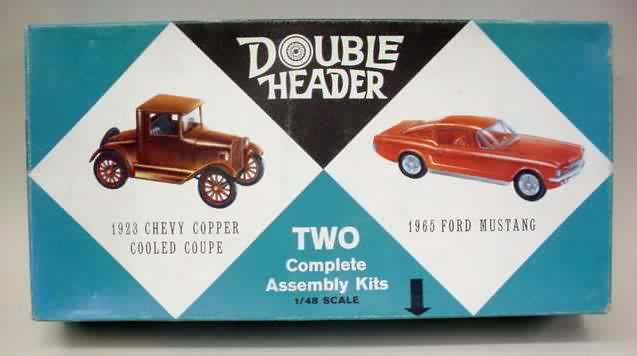 DOUBLE
HEADER
1923 CHEVY COPPER
COOLED COUPE
1965 FORD MUSTANG
TWO
Complete
Assembly Kits
1/48 SCALE